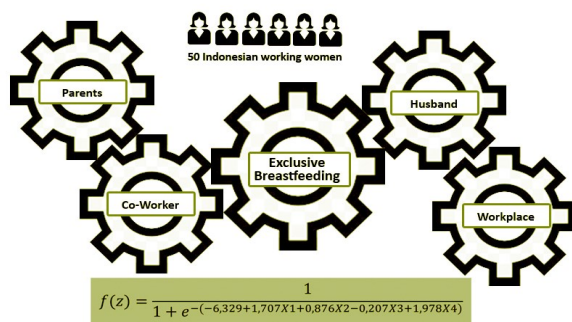 50 Indonesian working women
Parents
Husband
Exclusive
Breastfeeding
Co-Worker
Workplace
f(z) = 1 / 1 + e^−(−6,329+1,707X1+0,876X2−0,207X3+1,978X4)